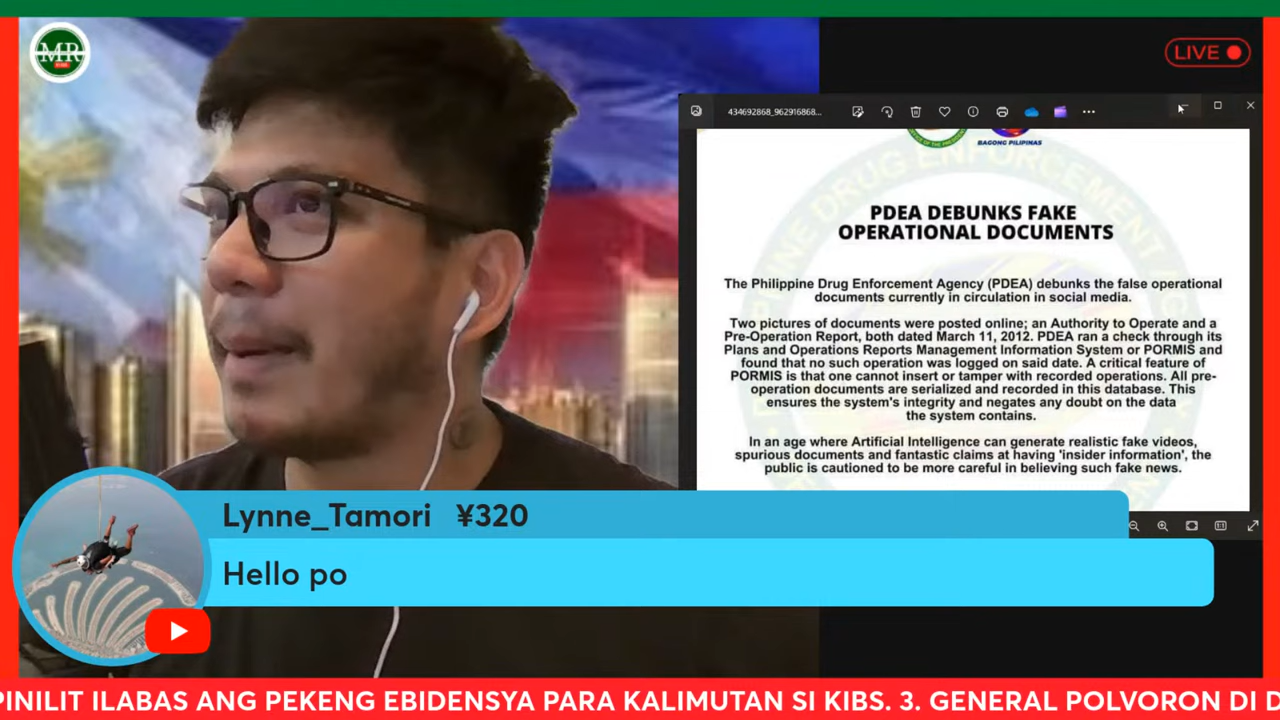 MR
LIVE
434692868_962916868...
BAGONG PILIPINAS
PDEA DEBUNKS FAKE
OPERATIONAL DOCUMENTS
The Philippine Drug Enforcement Agency (PDEA) debunks the false operational
documents currently in circulation in social media.
Two pictures of documents were posted online; an Authority to Operate and a
Pre-Operation Report, both dated March 11, 2012. PDEA ran a check through its
Plans and Operations Reports Management Information System or PORMIS and
found that no such operation was logged on said date. A critical feature of
PORMIS is that one cannot insert or tamper with recorded operations. All pre-
operation documents are serialized and recorded in this database. This
ensures the system's integrity and negates any doubt on the data
the system contains.
In an age where Artificial Intelligence can generate realistic fake videos,
spurious documents and fantastic claims at having 'insider information', the
public is cautioned to be more careful in believing such fake news.
Lynne_Tamori ¥320
Hello po
PINILIT ILABAS ANG PEKENG EBIDENSYA PARA KALIMUTAN SI KIBS. 3. GENERAL POLVORON DI D